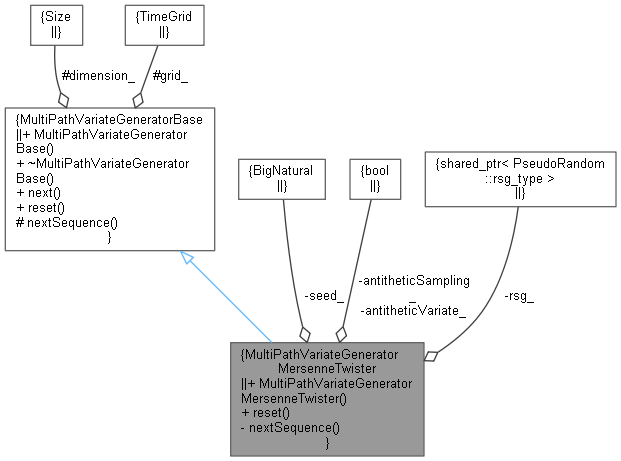 {Size
||}
{TimeGrid
||}
#dimension_
#grid_
{MultiPathVariateGeneratorBase
||+ MultiPathVariateGenerator
Base()
+ ~MultiPathVariateGenerator
Base()
+ next()
+ reset()
# nextSequence()
}
{BigNatural
||}
{bool
||}
{shared_ptr< PseudoRandom
::rsg_type >
||}
-seed_
-antitheticSampling
_
-antitheticVariate_
-rsg_
{MultiPathVariateGenerator
MersenneTwister
||+ MultiPathVariateGenerator
MersenneTwister()
+ reset()
- nextSequence()
}